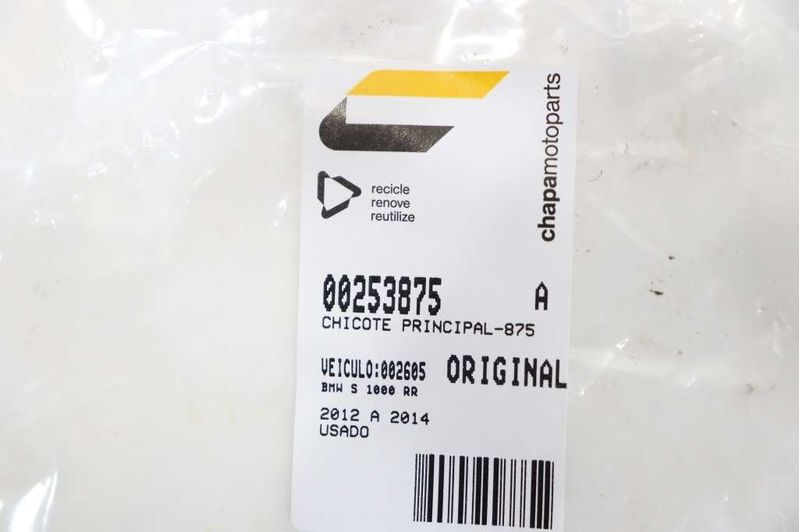 chapamotoparts
recicle
renove
reutilize
00253875 A
CHICOTE PRINCIPAL-875
VEICULO:002605 ORIGINAL
BMW S 1000 RR
2012 A 2014
USADO